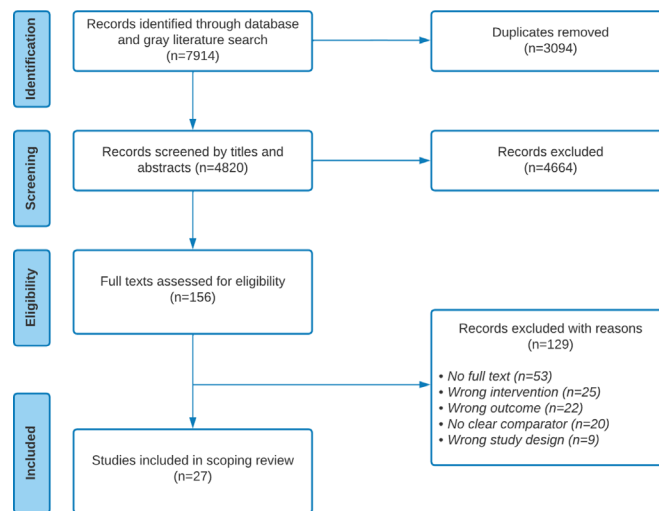 Identification
Records identified through database
and gray literature search
(n=7914)
Duplicates removed
(n=3094)
Screening
Records screened by titles and
abstracts (n=4820)
Records excluded
(n=4664)
Eligibility
Full texts assessed for eligibility
(n=156)
Records excluded with reasons
(n=129)
• No full text (n=53)
• Wrong intervention (n=25)
• Wrong outcome (n=22)
• No clear comparator (n=20)
• Wrong study design (n=9)
Included
Studies included in scoping review
(n=27)